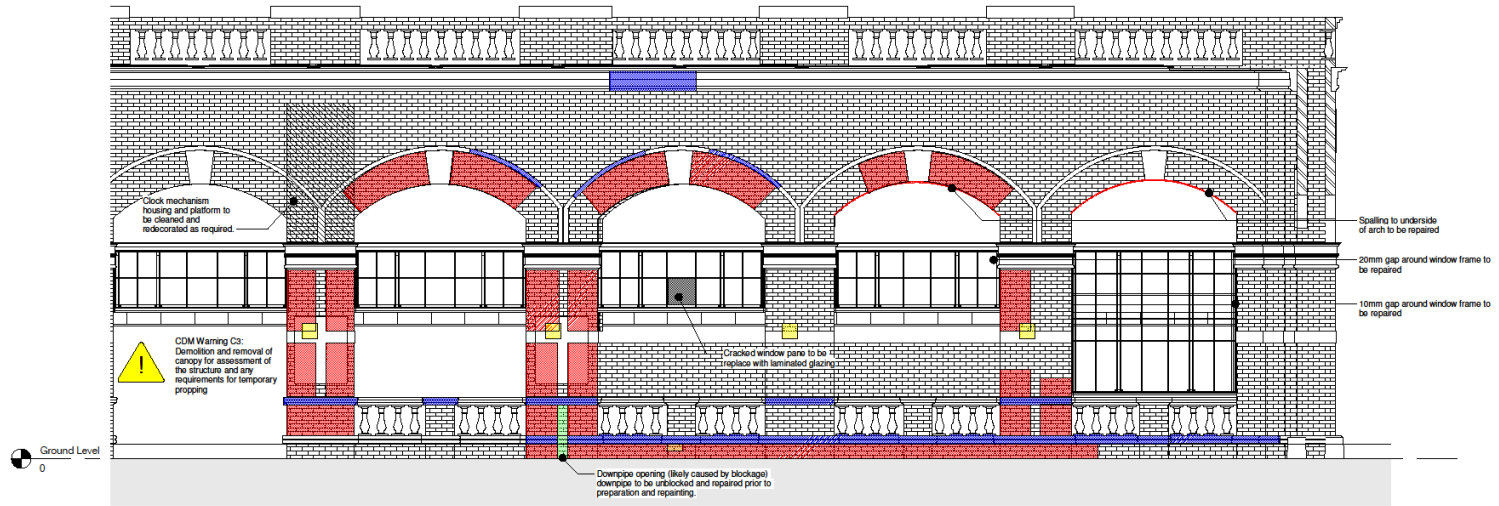 Clock mechanism
housing and platform to
be cleaned and
redecorated as required.
Spalling to underside
of arch to be repaired
20mm gap around window frame to
be repaired
10mm gap around window frame to
be repaired
CDM Warning C3:
Demolition and removal of
canopy for assessment of
the structure and any
requirements for temporary
propping
!
Cracked window pane to be
replace with laminated glazing
Ground Level
0
Downpipe opening (likely caused by blockage)
downpipe to be unblocked and repaired prior to
preparation and repainting.